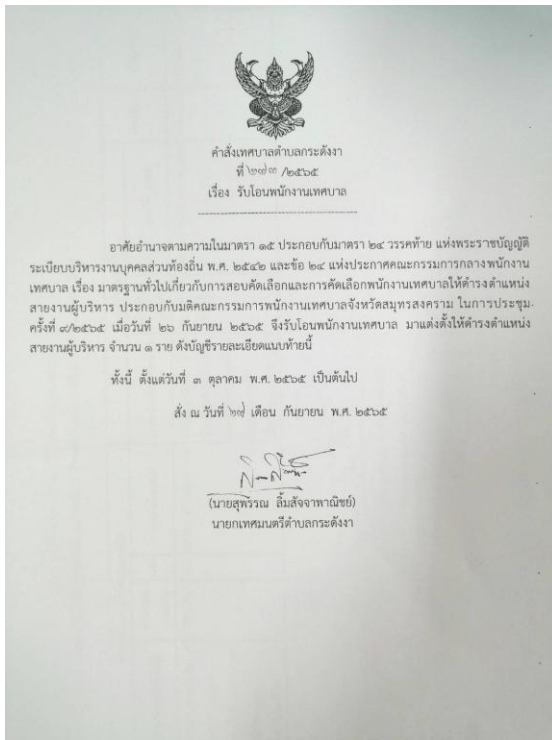 คำสั่งเทศบาลตำบลกระดังงา
ที่ ๒๗๓ /๒๕๖๕
เรื่อง รับโอนพนักงานเทศบาล
อาศัยอำนาจตามความในมาตรา ๑๕ ประกอบกับมาตรา ๒๔ วรรคท้าย แห่งพระราชบัญญัติ
ระเบียบบริหารงานบุคคลส่วนท้องถิ่น พ.ศ. ๒๕๔๒ และข้อ ๒๔ แห่งประกาศคณะกรรมการกลางพนักงาน
เทศบาล เรื่อง มาตรฐานทั่วไปเกี่ยวกับการสอบคัดเลือกและการคัดเลือกพนักงานเทศบาลให้ดำรงตำแหน่ง
สายงานผู้บริหาร ประกอบกับมติคณะกรรมการพนักงานเทศบาลจังหวัดสมุทรสงคราม ในการประชุม
ครั้งที่ ๙/๒๕๖๕ เมื่อวันที่ ๒๖ กันยายน ๒๕๖๕ จึงรับโอนพนักงานเทศบาล มาแต่งตั้งให้ดำรงตำแหน่ง
สายงานผู้บริหาร จำนวน ๑ ราย ดังบัญชีรายละเอียดแนบท้ายนี้
ทั้งนี้ ตั้งแต่วันที่ ๓ ตุลาคม พ.ศ. ๒๕๖๕ เป็นต้นไป
สั่ง ณ วันที่ ๒๙ เดือน กันยายน พ.ศ. ๒๕๖๕
(นายสุพรรณ ลิ้มสัจจาพาณิชย์)
นายกเทศมนตรีตำบลกระดังงา